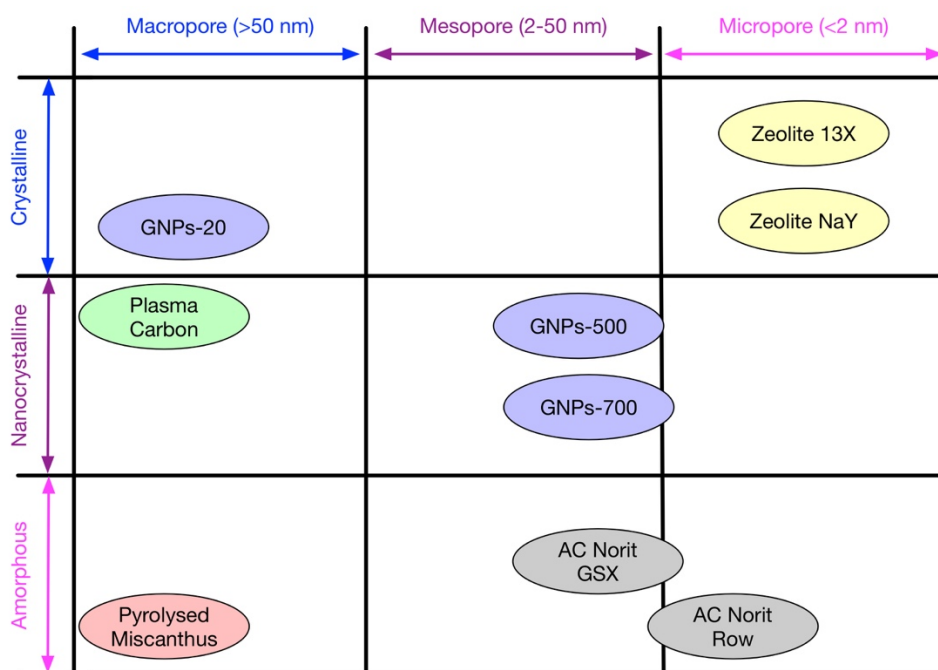 Macropore (>50 nm)
Mesopore (2-50 nm)
Micropore (<2 nm)
Crystalline
Zeolite 13X
GNPs-20
Zeolite NaY
Nanocrystalline
Plasma
Carbon
GNPs-500
GNPs-700
Amorphous
AC Norit
GSX
Pyrolysed
Miscanthus
AC Norit
Row